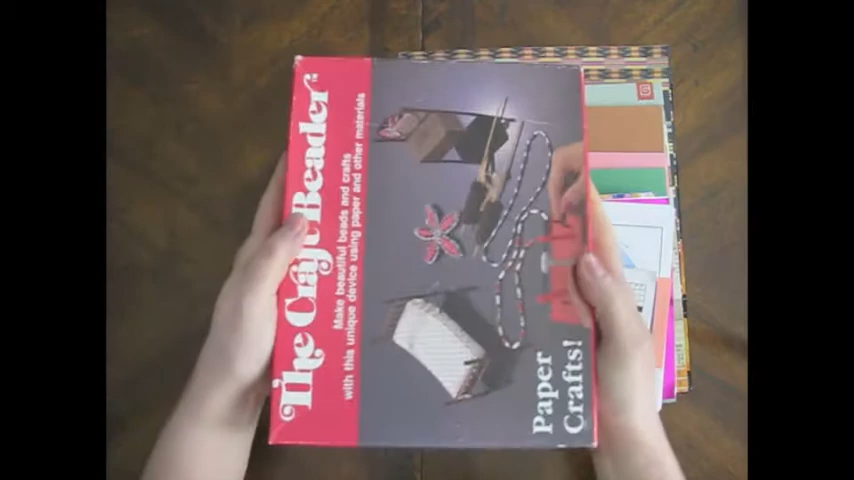 The Craft Beader
Make beautiful beads and crafts
with this unique device using paper and other materials
Paper
Crafts!